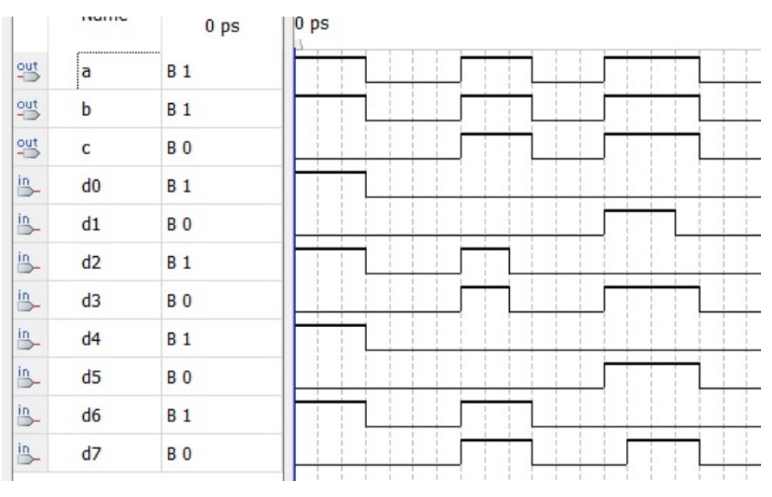 Name 0 ps 0 ps
out a B 1
out b B 1
out c B 0
in d0 B 1
in d1 B 0
in d2 B 1
in d3 B 0
in d4 B 1
in d5 B 0
in d6 B 1
in d7 B 0